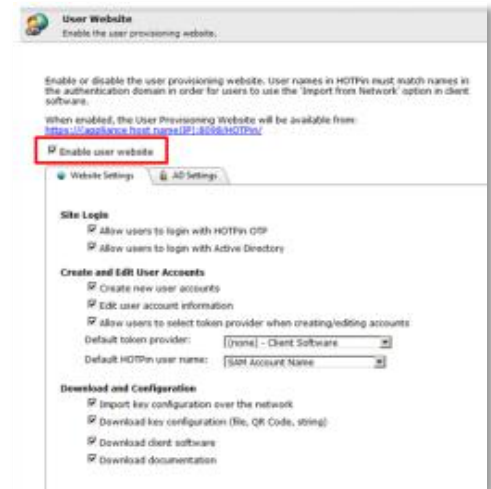 User Website
Enable the user provisioning website.
Enable or disable the user provisioning website. User names in HOTPin must match names in
the authentication domain in order for users to use the 'Import from Network' option in client
software.
When enabled, the User Provisioning Website will be available from:
https://[appliance host name|IP]:8098/HOTPin/
Enable user website
Website Settings
AD Settings
Site Login
Allow users to login with HOTPin OTP
Allow users to login with Active Directory
Create and Edit User Accounts
Create new user accounts
Edit user account information
Allow users to select token provider when creating/editing accounts
Default token provider: [(none) - Client Software
Default HOTPin user name: SAM Account Name
Download and Configuration
Import key configuration over the network
Download key configuration (file, QR Code, string)
Download client software
Download documentation